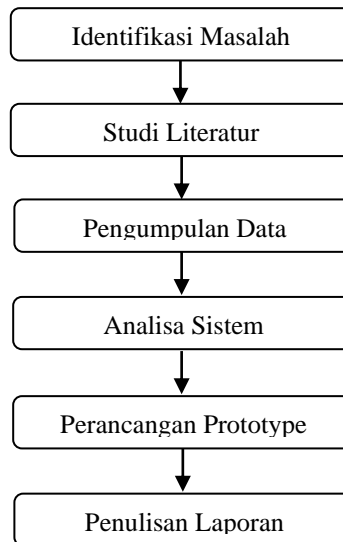 Identifikasi Masalah
Studi Literatur
Pengumpulan Data
Analisa Sistem
Perancangan Prototype
Penulisan Laporan